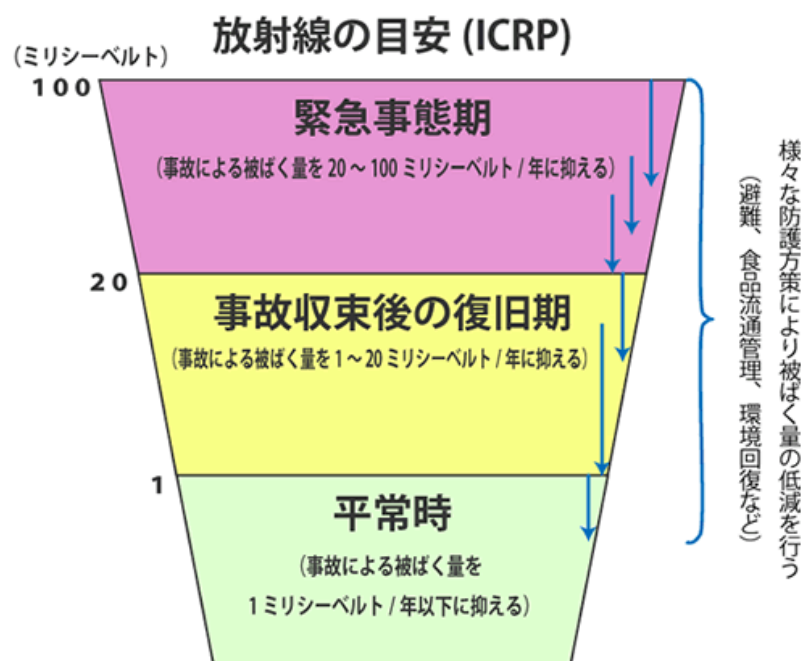 放射線の目安 (ICRP)
（ミリシーベルト）
100
緊急事態期
（事故による被ばく量を 20 〜 100 ミリシーベルト / 年に抑える）
20
事故収束後の復旧期
（事故による被ばく量を 1 〜 20 ミリシーベルト / 年に抑える）
1
平常時
（事故による被ばく量を
1 ミリシーベルト / 年以下に抑える）
様々な防護方策により被ばく量の低減を行う
（避難、食品流通管理、環境回復など）